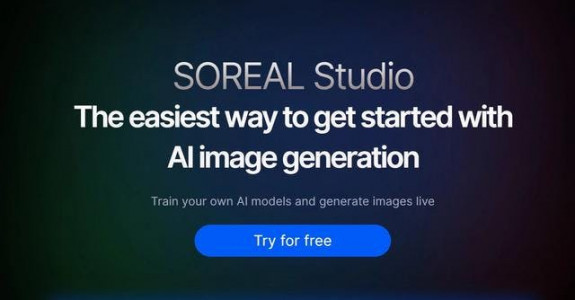 SOREAL Studio
The easiest way to get started with
AI image generation
Train your own AI models and generate images live
Try for free